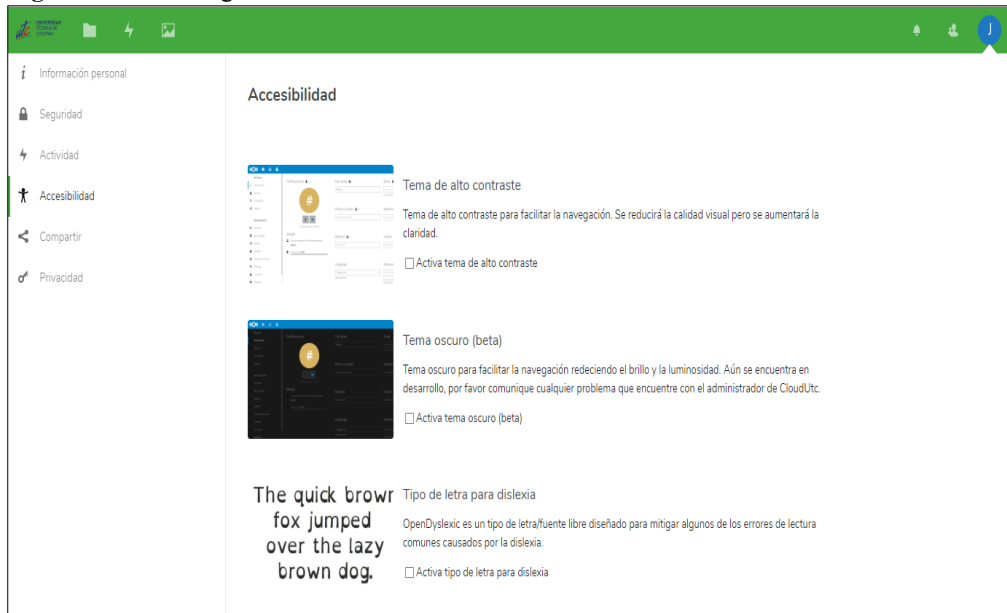 utc UNIVERSIDAD
TÉCNICA DE
COTOPAXI
J
Información personal
Seguridad
Actividad
Accesibilidad
Compartir
Privacidad
Accesibilidad
Tema de alto contraste
Tema de alto contraste para facilitar la navegación. Se reducirá la calidad visual pero se aumentará la
claridad.
Activa tema de alto contraste
Tema oscuro (beta)
Tema oscuro para facilitar la navegación redeciendo el brillo y la luminosidad. Aún se encuentra en
desarrollo, por favor comunique cualquier problema que encuentre con el administrador de CloudUtc.
Activa tema oscuro (beta)
The quick browr
fox jumped
over the lazy
brown dog.
Tipo de letra para dislexia
OpenDyslexic es un tipo de letra/fuente libre diseñado para mitigar algunos de los errores de lectura
comunes causados por la dislexia.
Activa tipo de letra para dislexia